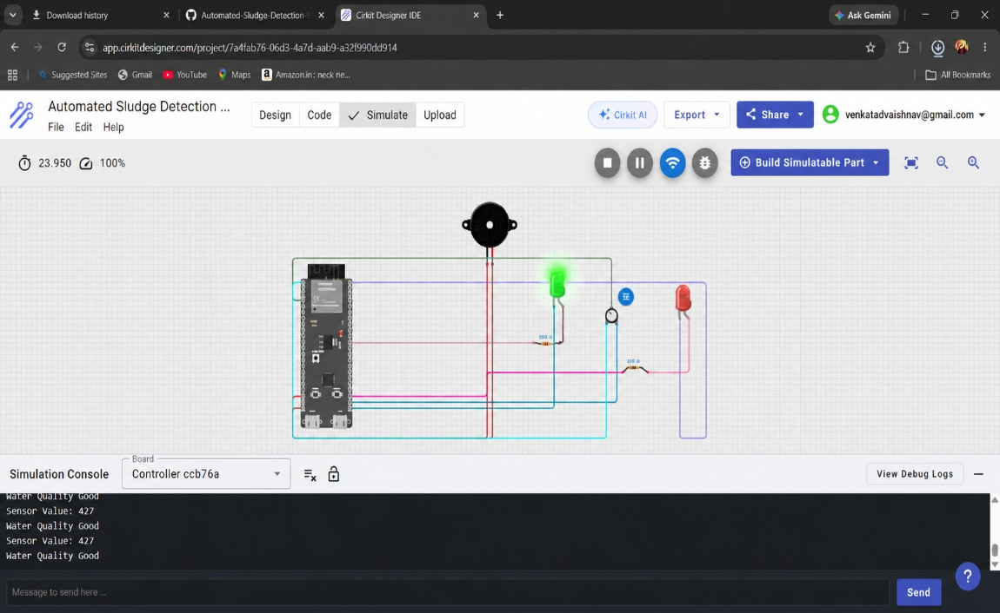 Download history
Automated-Sludge-Detection-
Cirkit Designer IDE
Ask Gemini
app.cirkitdesigner.com/project/7a4fab76-06d3-4a7d-aab9-a32f990dd914
Suggested Sites
Gmail
YouTube
Maps
Amazon.in: neck ne...
All Bookmarks
Automated Sludge Detection ...
File Edit Help
Design Code Simulate Upload
Cirkit AI
Export
Share
venkatadvaishnav@gmail.com
23.950 100%
Build Simulatable Part
220 Ω
Simulation Console
Board
Controller ccb76a
View Debug Logs
Water Quality Good
Sensor Value: 427
Water Quality Good
Sensor Value: 427
Water Quality Good
Message to send here ...
Send
?